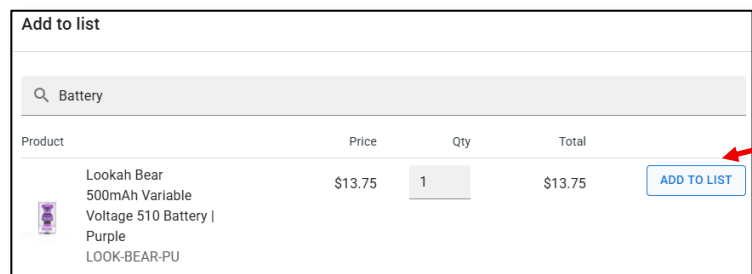 Add to list
Battery
Product Price Qty Total
Lookah Bear $13.75 1 $13.75 ADD TO LIST
500mAh Variable
Voltage 510 Battery |
Purple
LOOK-BEAR-PU